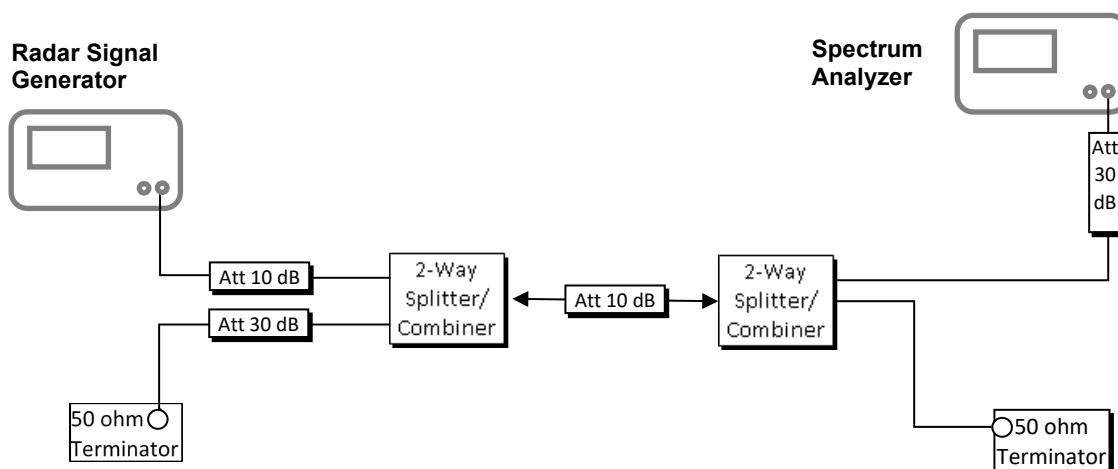 Radar Signal
Generator
Spectrum
Analyzer
Att
30
dB
Att 10 dB
2-Way
Splitter/
Combiner
Att 10 dB
2-Way
Splitter/
Combiner
Att 30 dB
50 ohm
Terminator
50 ohm
Terminator